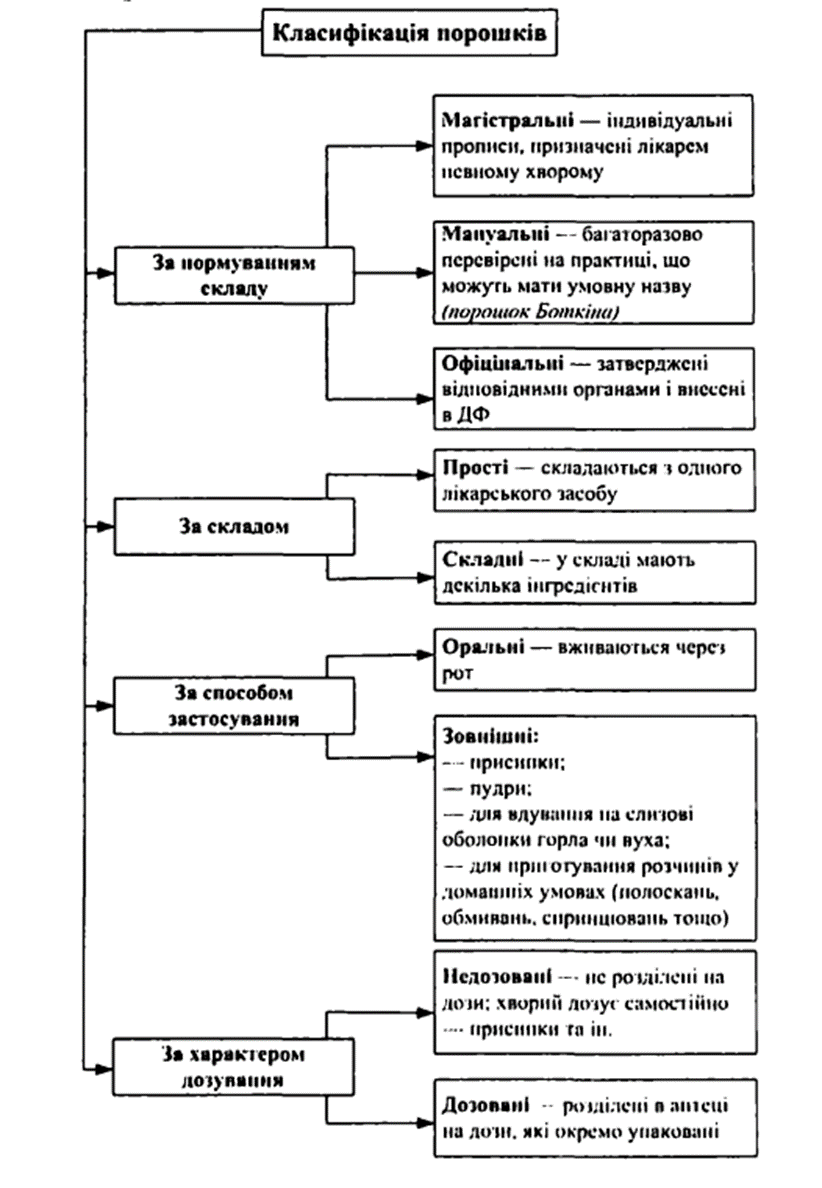 Класифікація порошків
Магістральні — індивідуальні
прописи, призначені лікарем
певному хворому
За нормуванням
складу
Мануальні — багаторазово
перевірені на практиці, що
можуть мати умовну назву
(порошок Боткіна)
Офіцінальні — затверджені
відповідними органами і внесені
в ДФ
За складом
Прості — складаються з одного
лікарського засобу
Складні — у складі мають
декілька інгредієнтів
За способом
застосування
Оральні — вживаються через
рот
Зовнішні:
— присипки;
— пудри;
— для вдування на слизові
оболонки горла чи вуха;
— для приготування розчинів у
домашніх умовах (полоскань,
обмивань, спринцювань тощо)
За характером
дозування
Недозовані — не розділені на
дози; хворий дозує самостійно
— присипки та ін.
Дозовані – розділені в аптеці
на дози, які окремо упаковані